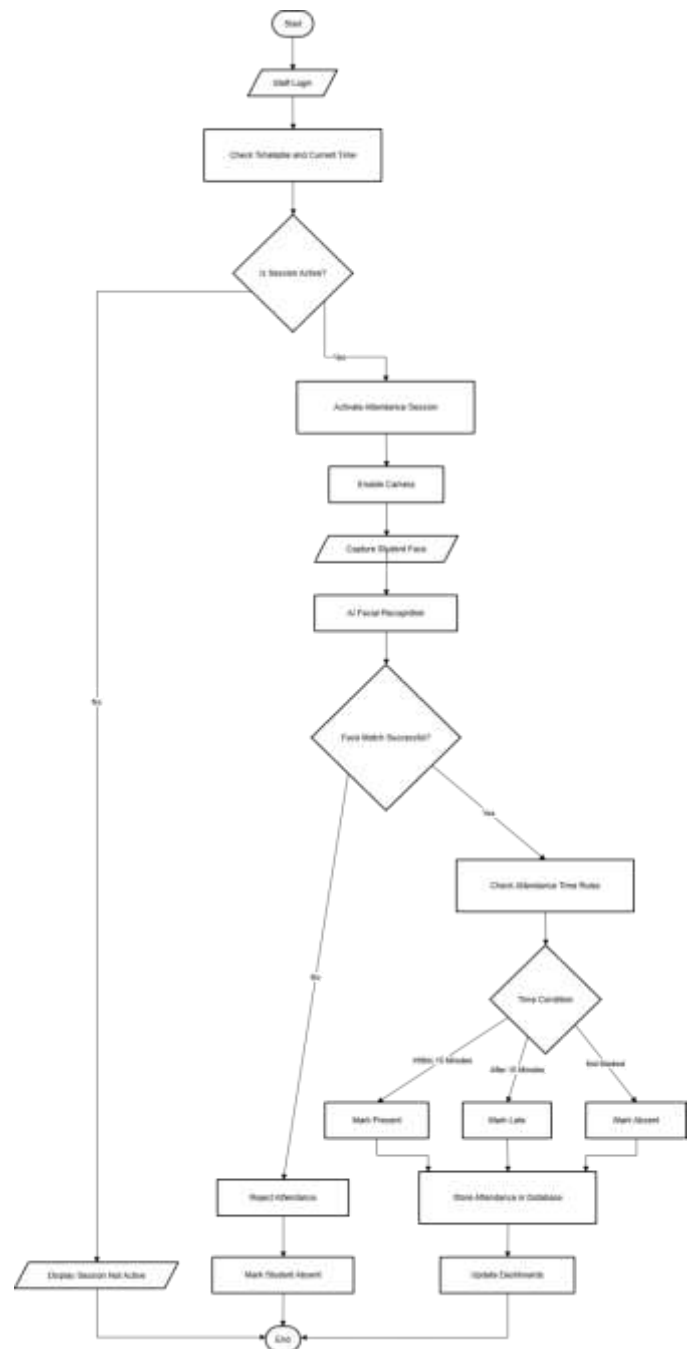 Start
Staff Login
Check Timetable and Current Time
Is Session Active?
Yes
Activate Attendance Session
Enable Camera
Capture Student Face
AI Facial Recognition
No
Face Match Successful?
Yes
Check Attendance Time Rules
No
Time Condition
Within 15 Minutes
After 15 Minutes
Not Marked
Mark Present
Mark Late
Mark Absent
Reject Attendance
Store Attendance in Database
Display Session Not Active
Mark Student Absent
Update Dashboards
End